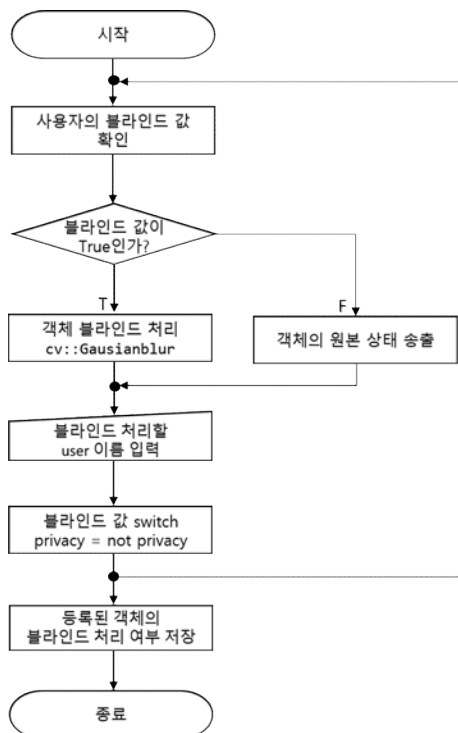 시작
사용자의 블라인드 값
확인
블라인드 값이
True인가?
T
F
객체 블라인드 처리
cv::Gausianblur
객체의 원본 상태 송출
블라인드 처리할
user 이름 입력
블라인드 값 switch
privacy = not privacy
등록된 객체의
블라인드 처리 여부 저장
종료